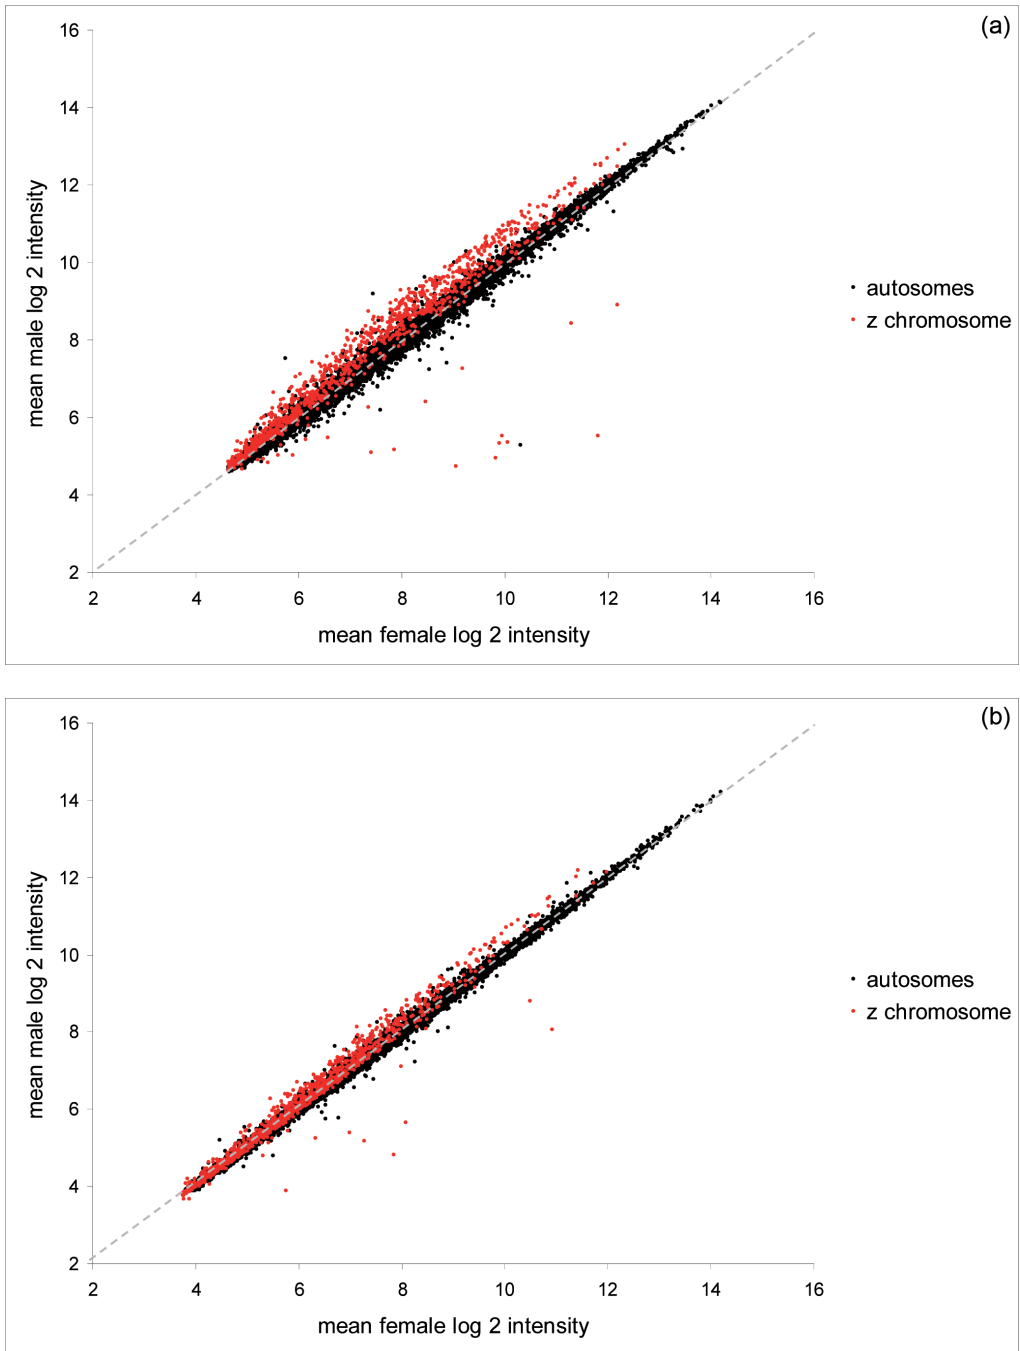 (a)
16
14
12
10
8
6
4
2
mean male log 2 intensity
2 4 6 8 10 12 14 16
mean female log 2 intensity
autosomes
z chromosome
(b)
16
14
12
10
8
6
4
2
mean male log 2 intensity
2 4 6 8 10 12 14 16
mean female log 2 intensity
autosomes
z chromosome